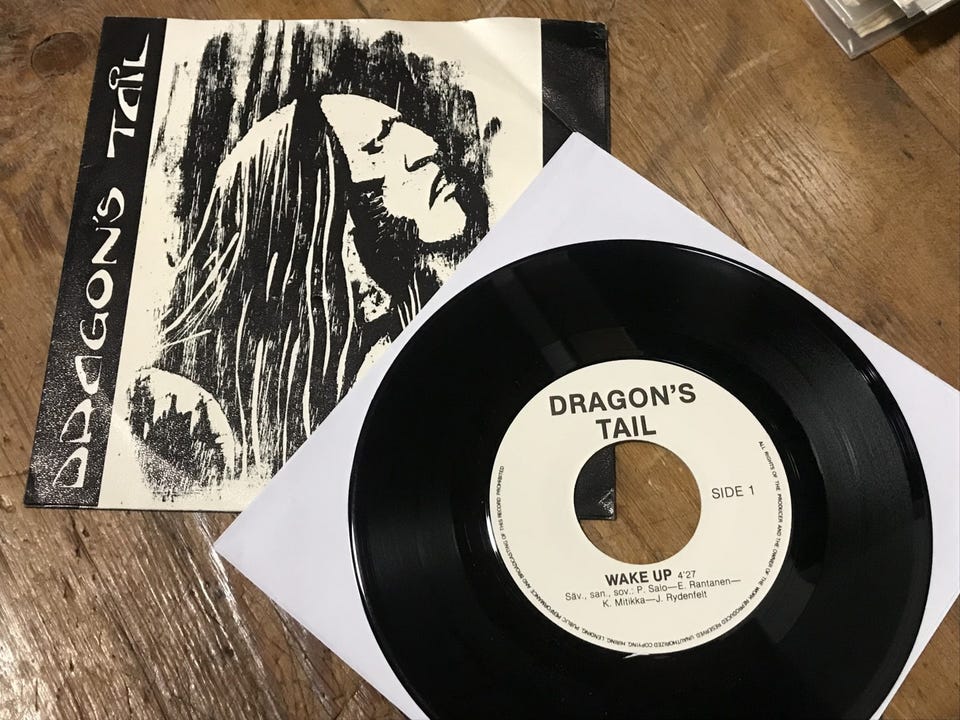 DRAGON'S TAIL
DRAGON'S
TAIL
SIDE 1
WAKE UP 4'27
Säv., san., sov.: P. Salo—E. Rantanen—
K. Mitikka—J. Rydenfelt
ALL RIGHTS OF THE PRODUCER AND THE OWNER OF THE WORK REPRODUCED RESERVED. UNAUTHORIZED COPYING, HIRING, LENDING, PUBLIC PERFORMANCE AND BROADCASTING OF THIS RECORD PROHIBITED